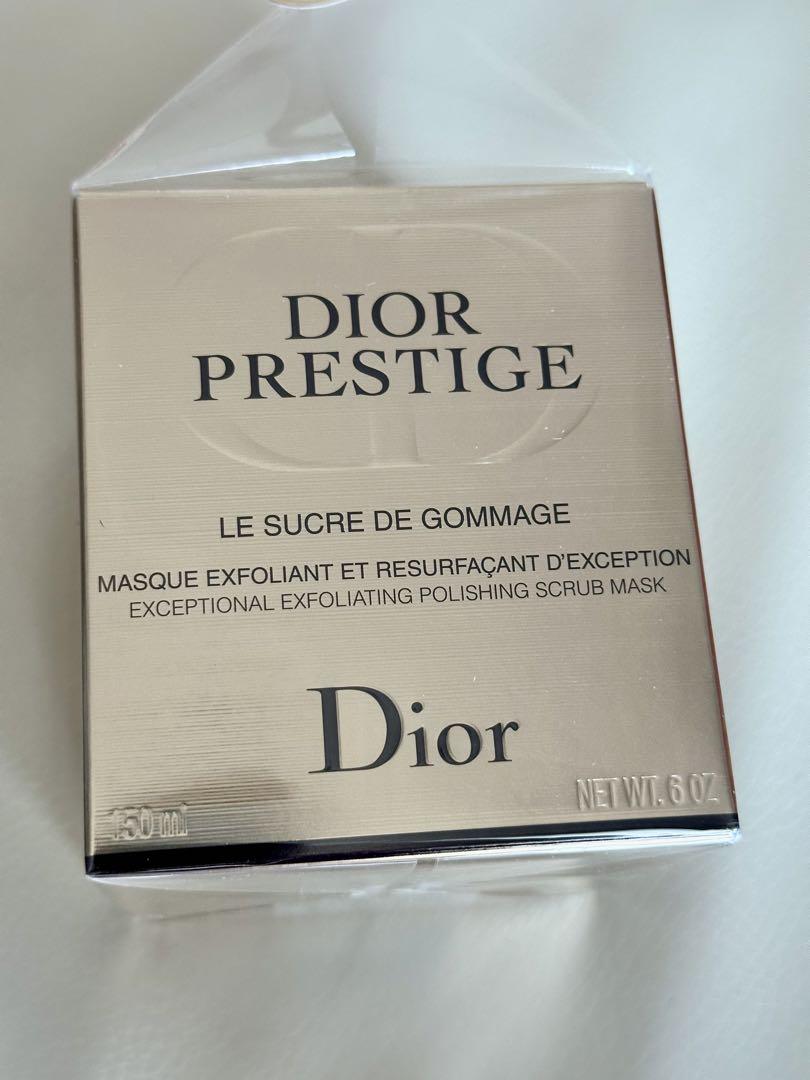 DIOR
PRESTIGE
LE SUCRE DE GOMMAGE
MASQUE EXFOLIANT ET RESURFAÇANT D'EXCEPTION
EXCEPTIONAL EXFOLIATING POLISHING SCRUB MASK
Dior
150 ml
NET WT. 6 OZ